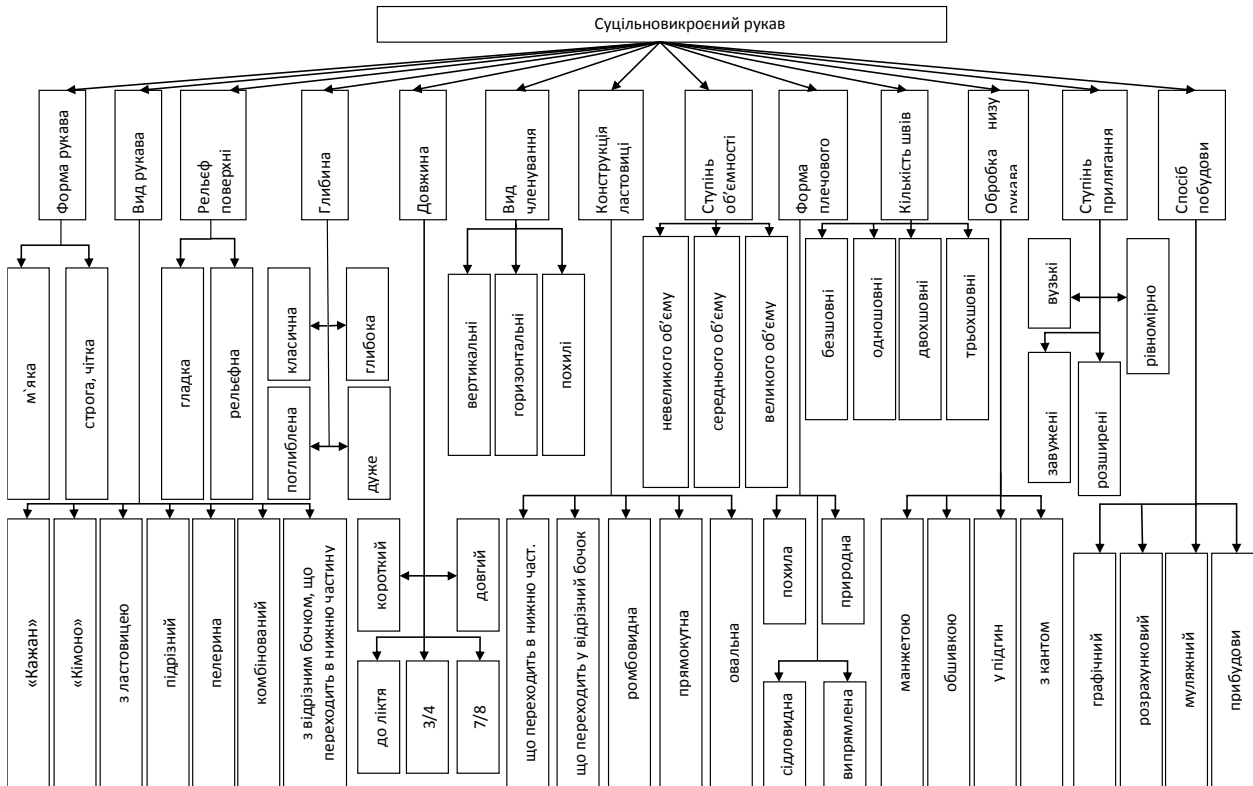 Суцільновикроєний рукав
Форма рукава
Вид рукава
Рельєф
поверхні
Глибина
Довжина
Вид
членування
Конструкція
ластовиці
Ступінь
об’ємності
Форма
плечового
Кількість швів
Обробка низу
рукава
Ступінь
прилягання
Спосіб
побудови
м`яка
строга, чітка
гладка
рельєфна
класична
глибока
поглиблена
дуже
вертикальні
горизонтальні
похилі
невеликого об’єму
середнього об’єму
великого об’єму
безшовні
одношовні
двохшовні
трьохшовні
вузькі
рівномірно
завужені
розширені
«Кажан»
«Кімоно»
з ластовицею
підрізний
пелерина
комбінований
з відрізним бочком, що
переходить в нижню частину
короткий
довгий
до ліктя
3/4
7/8
що переходить в нижню част.
що переходить у відрізний бочок
ромбовидна
прямокутна
овальна
похила
природна
сідловидна
випрямлена
манжетою
обшивкою
у підгин
з кантом
графічний
розрахунковий
муляжний
прибудови